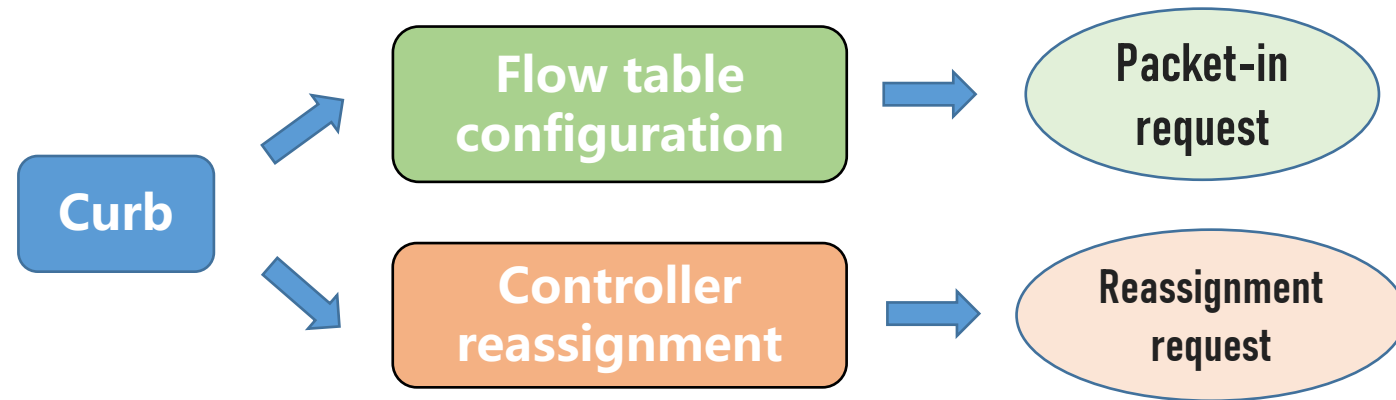 Curb
Flow table
configuration
Packet-in
request
Controller
reassignment
Reassignment
request